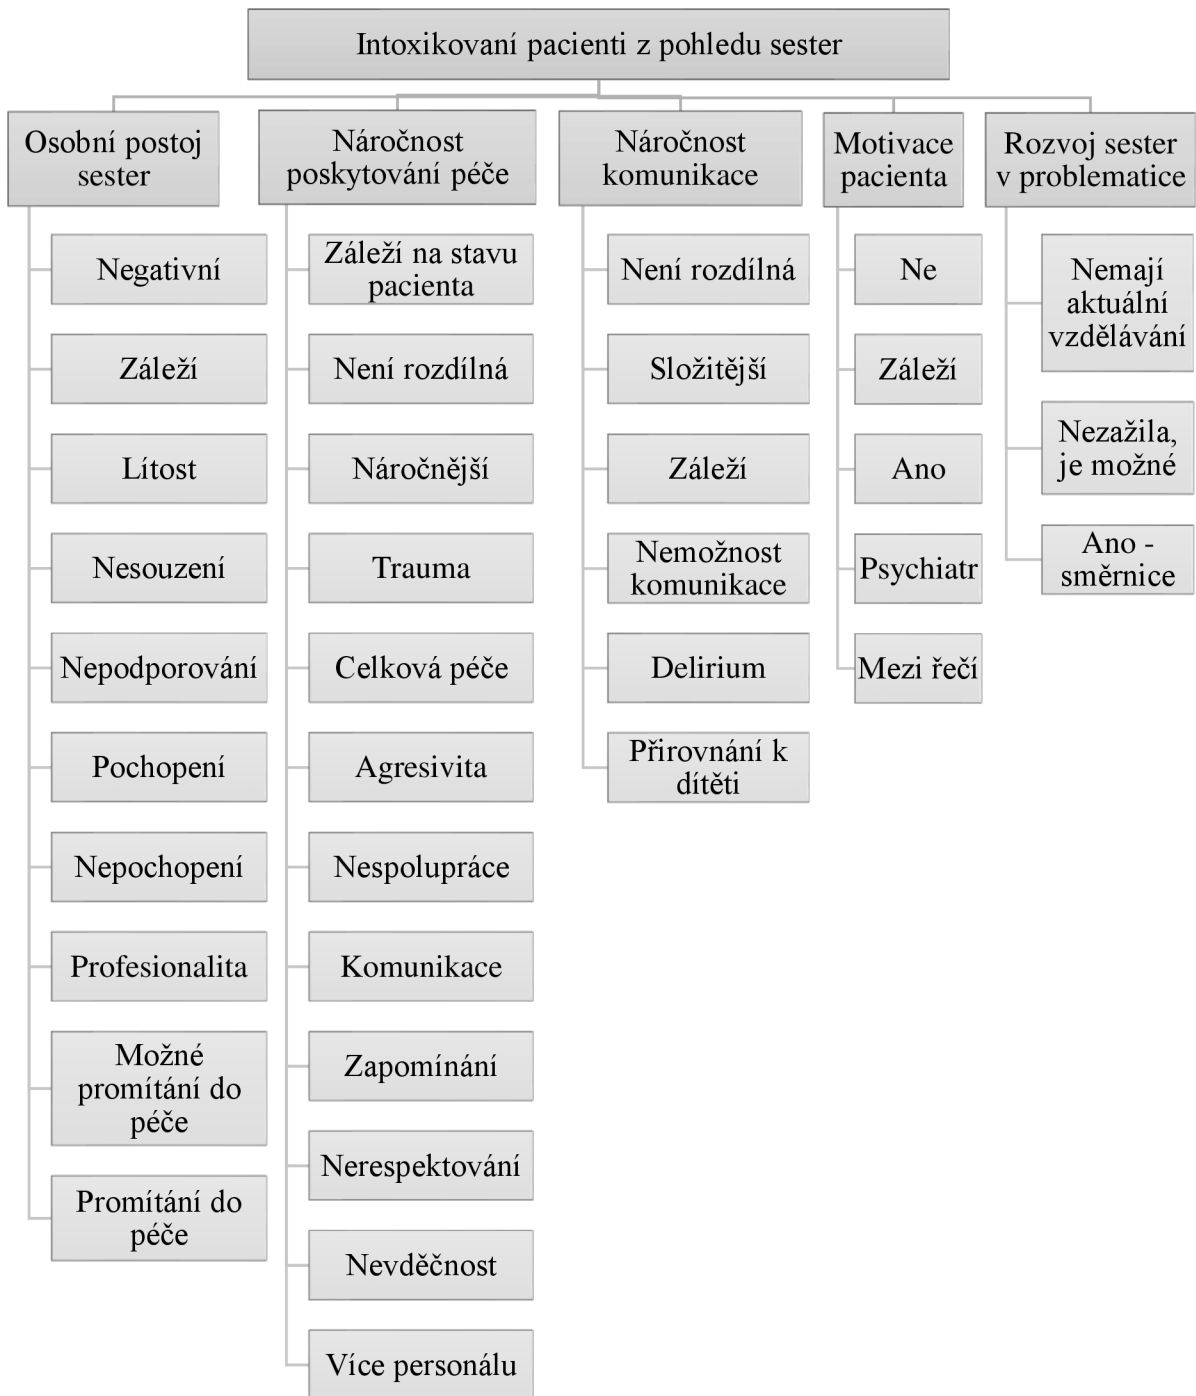 Intoxikovaní pacienti z pohledu sester
Osobní postoj
sester
Negativní
Záleží
Lítost
Nesouzení
Nepodporování
Pochopení
Nepochopení
Profesionalita
Možné
promítání do
péče
Promítání do
péče
Náročnost
poskytování péče
Záleží na stavu
pacienta
Není rozdílná
Náročnější
Trauma
Celková péče
Agresivita
Nespolupráce
Komunikace
Zapomínání
Nerespektování
Nevděčnost
Více personálu
Náročnost
komunikace
Není rozdílná
Složitější
Záleží
Nemožnost
komunikace
Delirium
Přirovnání k
dítěti
Motivace
pacienta
Ne
Záleží
Ano
Psychiatr
Mezi řečí
Rozvoj sester
v problematice
Nemají
aktuální
vzdělávání
Nezažila,
je možné
Ano -
směrnice